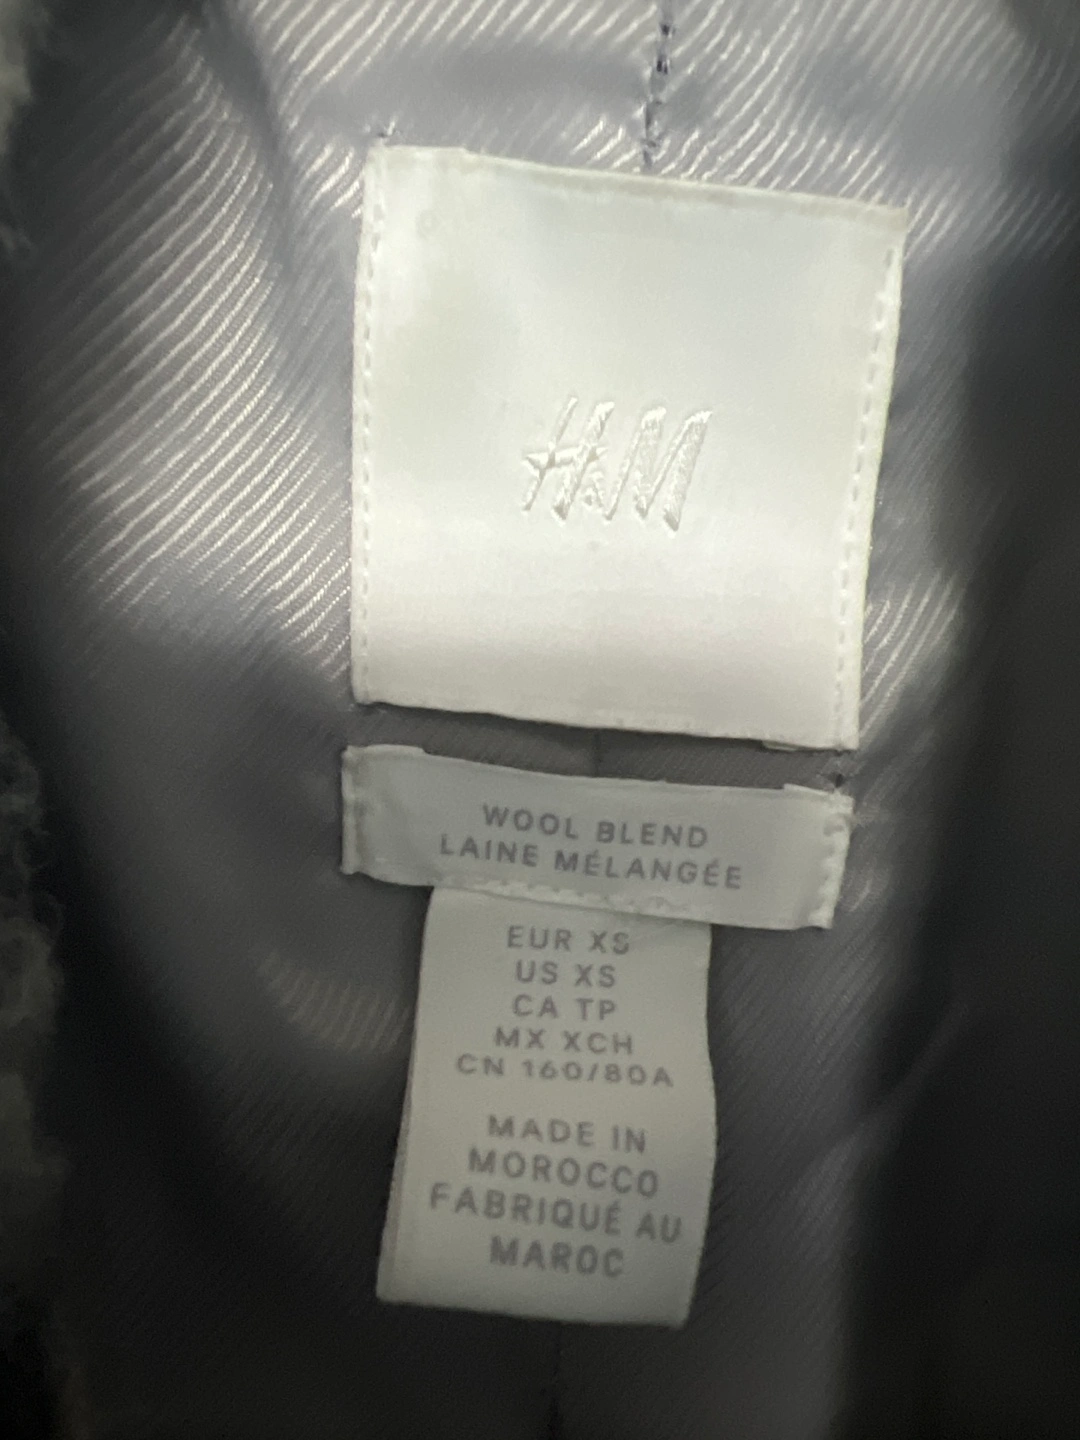 H&M
WOOL BLEND
LAINE MÉLANGÉE
EUR XS
US XS
CA TP
MX XCH
CN 160/80A
MADE IN
MOROCCO
FABRIQUÉ AU
MAROC